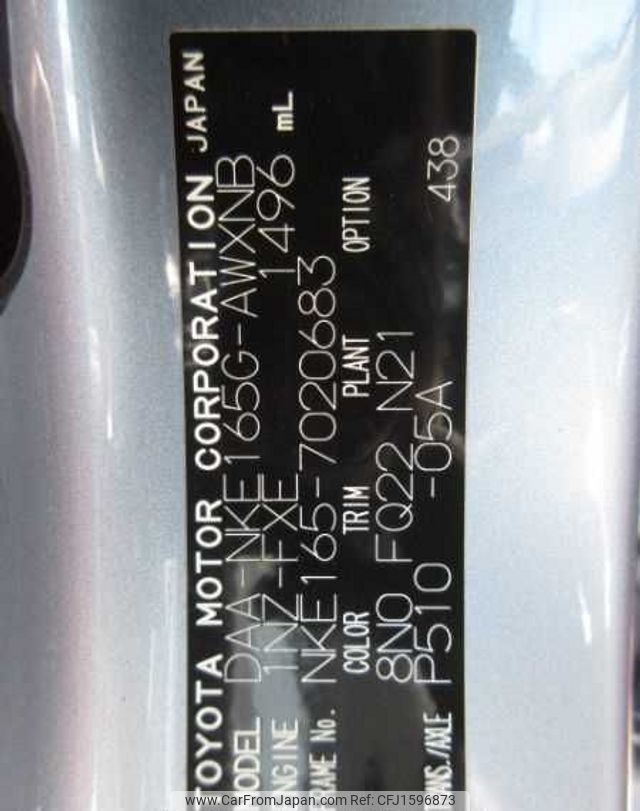 TOYOTA MOTOR CORPORATION JAPAN
MODEL DAA-NKE165G-AWXNB
ENGINE 1NZ-FXE 1496 mL
FRAME No. NKE165-7020683
COLOR TRIM PLANT OPTION
8N0 FQ22 N21
TRANS./AXLE P510 -05A 438
www.CarFromJapan.com - CFJ1596873